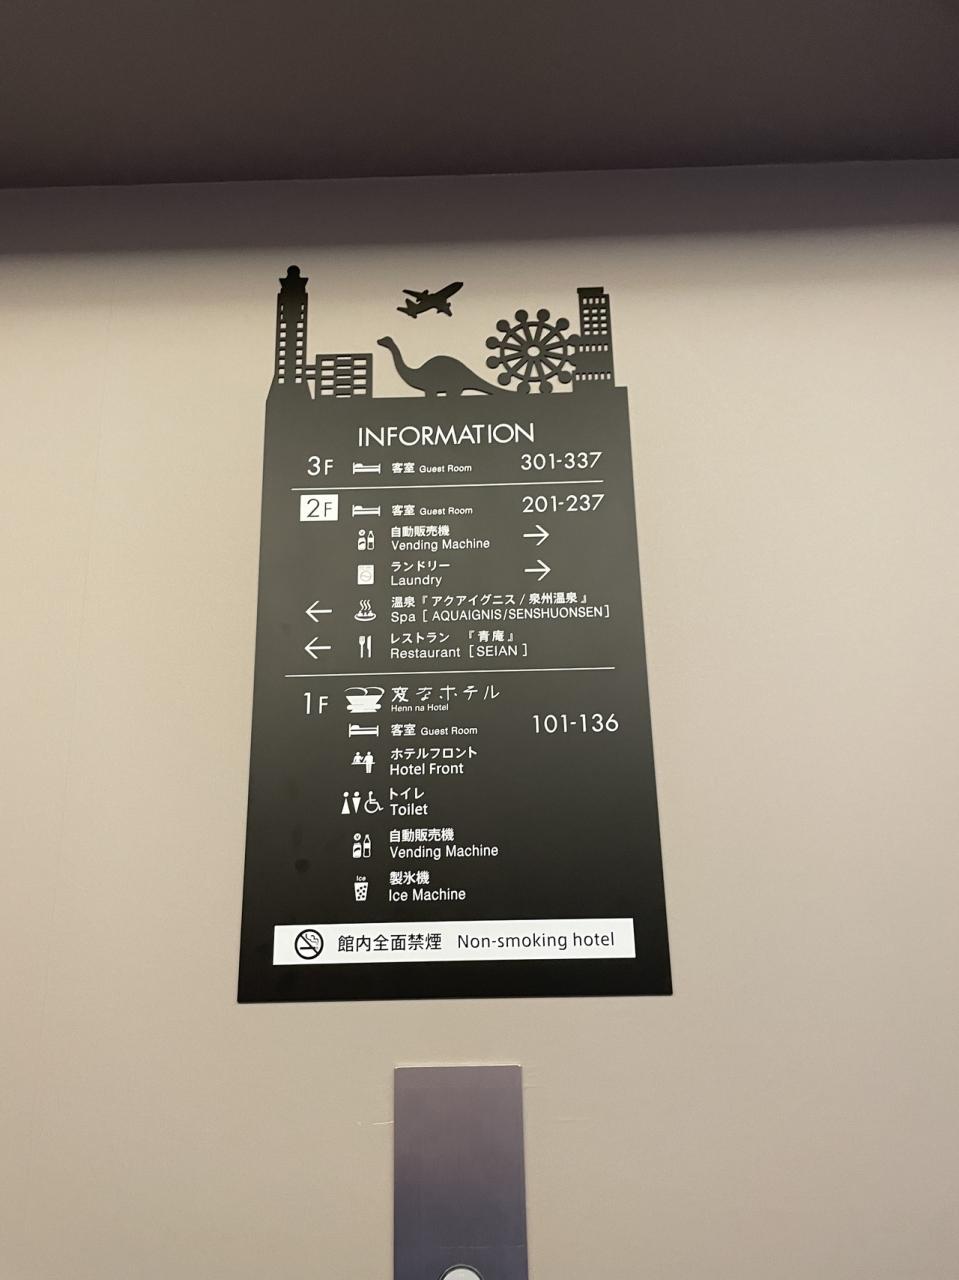 INFORMATION
3F 客室 Guest Room 301-337
2F 客室 Guest Room 201-237
自動販売機
Vending Machine →
ランドリー
Laundry →
温泉『アクアイグニス / 泉州温泉』
← Spa [ AQUAIGNIS/SENSHUONSEN]
レストラン 『青庵』
← Restaurant [SEIAN ]
1F 変なホテル
Henn na Hotel
客室 Guest Room 101-136
ホテルフロント
Hotel Front
トイレ
Toilet
自動販売機
Vending Machine
Ice 製氷機
Ice Machine
館内全面禁煙 Non-smoking hotel